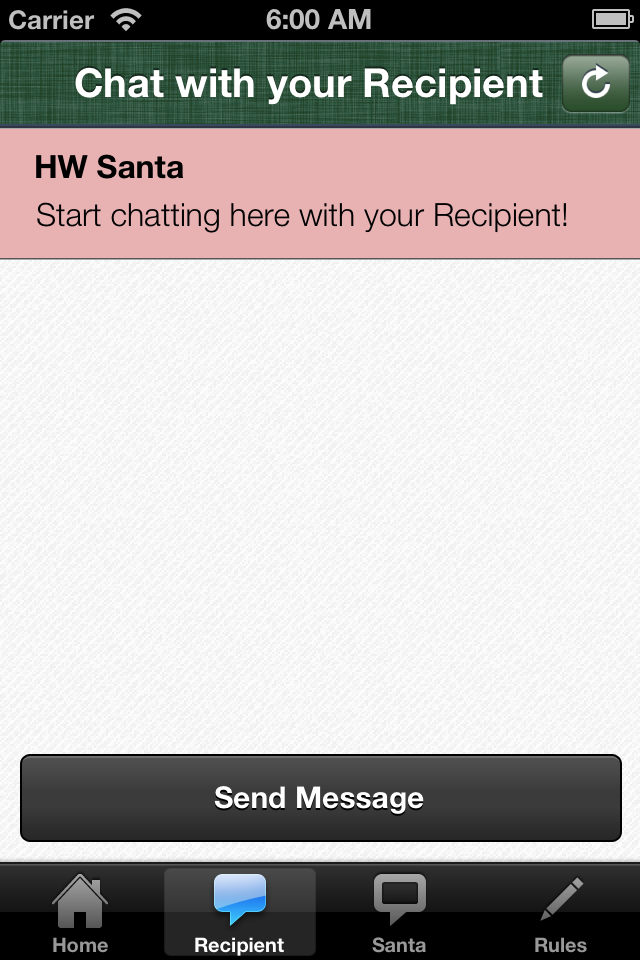 Carrier 6:00 AM
Chat with your Recipient
HW Santa
Start chatting here with your Recipient!
Send Message
Home Recipient Santa Rules